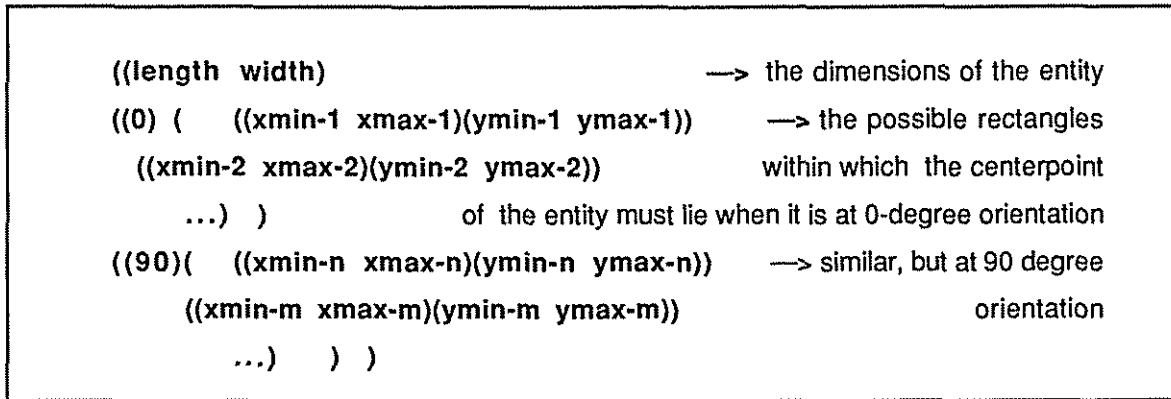 ((length width) —> the dimensions of the entity
((0) ( ((xmin-1 xmax-1)(ymin-1 ymax-1)) —> the possible rectangles
((xmin-2 xmax-2)(ymin-2 ymax-2)) within which the centerpoint
...) ) of the entity must lie when it is at 0-degree orientation
((90)( ((xmin-n xmax-n)(ymin-n ymax-n)) —> similar, but at 90 degree
((xmin-m xmax-m)(ymin-m ymax-m)) orientation
...) ) )